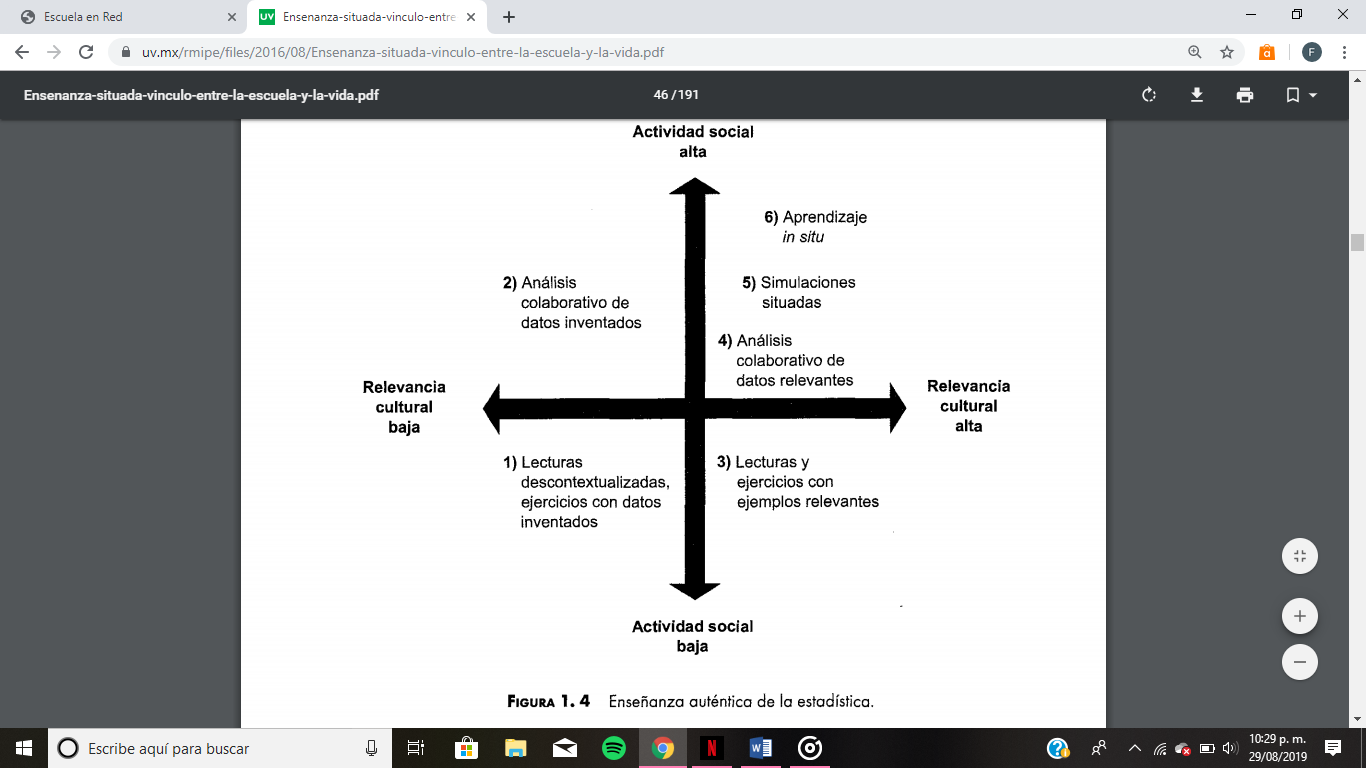 Escuela en Red
Ensenanza-situada-vinculo-entre
uv.mx/rmipe/files/2016/08/Ensenanza-situada-vinculo-entre-la-escuela-y-la-vida.pdf
F
Ensenanza-situada-vinculo-entre-la-escuela-y-la-vida.pdf
46 / 191
Actividad social
alta
6) Aprendizaje
in situ
2) Análisis
colaborativo de
datos inventados
5) Simulaciones
situadas
4) Análisis
colaborativo de
datos relevantes
Relevancia
cultural
baja
Relevancia
cultural
alta
1) Lecturas
descontextualizadas,
ejercicios con datos
inventados
3) Lecturas y
ejercicios con
ejemplos relevantes
Actividad social
baja
FIGURA 1. 4 Enseñanza auténtica de la estadística.
Escribe aquí para buscar
10:29 p. m.
29/08/2019